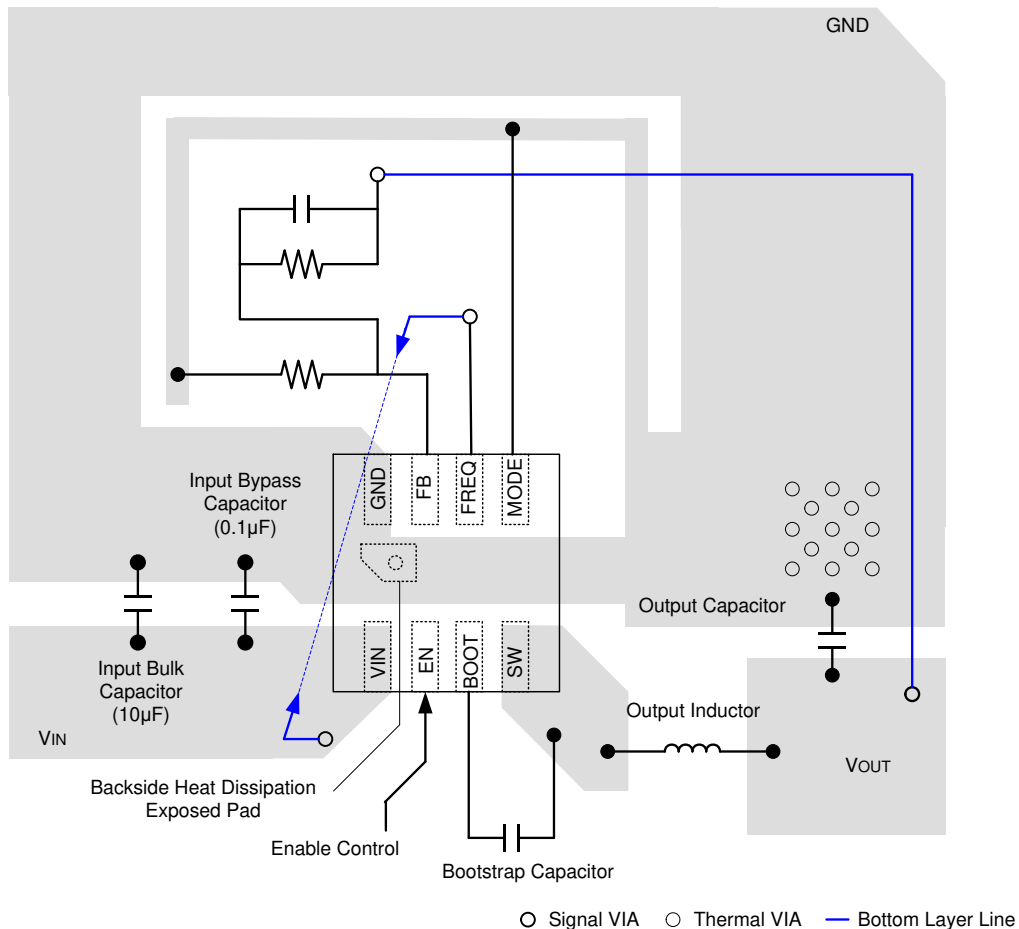 GND
Input Bypass
Capacitor
(0.1µF)
GND
FB
FREQ
MODE
Output Capacitor
VIN
EN
BOOT
SW
Input Bulk
Capacitor
(10µF)
VIN
Output Inductor
VOUT
Backside Heat Dissipation
Exposed Pad
Enable Control
Bootstrap Capacitor
Signal VIA
Thermal VIA
Bottom Layer Line